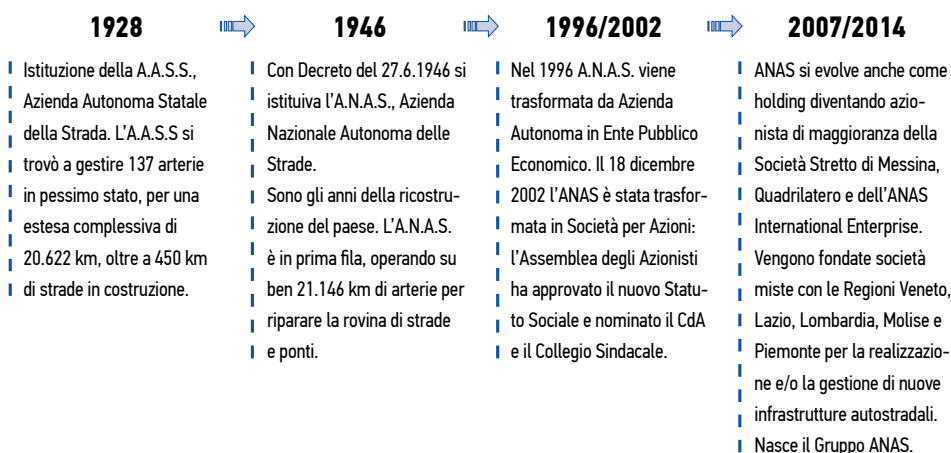 1928
Istituzione della A.A.S.S.,
Azienda Autonoma Statale
della Strada. L’A.A.S.S si
trovò a gestire 137 arterie
in pessimo stato, per una
estesa complessiva di
20.622 km, oltre a 450 km
di strade in costruzione.
1946
Con Decreto del 27.6.1946 si
istituiva l’A.N.A.S., Azienda
Nazionale Autonoma delle
Strade.
Sono gli anni della ricostru-
zione del paese. L’A.N.A.S.
è in prima fila, operando su
ben 21.146 km di arterie per
riparare la rovina di strade
e ponti.
1996/2002
Nel 1996 A.N.A.S. viene
trasformata da Azienda
Autonoma in Ente Pubblico
Economico. Il 18 dicembre
2002 l’ANAS è stata trasfor-
mata in Società per Azioni:
l’Assemblea degli Azionisti
ha approvato il nuovo Statu-
to Sociale e nominato il CdA
e il Collegio Sindacale.
2007/2014
ANAS si evolve anche come
holding diventando azio-
nista di maggioranza della
Società Stretto di Messina,
Quadrilatero e dell’ANAS
International Enterprise.
Vengono fondate società
miste con le Regioni Veneto,
Lazio, Lombardia, Molise e
Piemonte per la realizzazio-
ne e/o la gestione di nuove
infrastrutture autostradali.
Nasce il Gruppo ANAS.